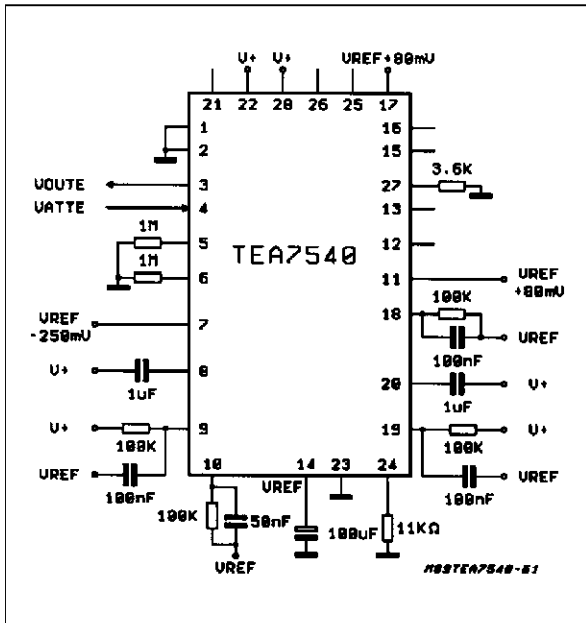 V+ V+ VREF+80mV
21 22 28 26 25 17
1 16
2 15
VOUTE 3 27 3.6K
VATTE 4 13
1M 5 12
1M 6 TEA7540 11 VREF
+80mV
VREF
-250mV 7 18 100K
100nF VREF
V+ 1uF 8 20 1uF V+
V+ 100K 9 19 100K V+
VREF 100nF 100nF VREF
10 14 23 24
VREF
100K 50nF 100uF 11KΩ
VREF
M89TEA7540-61